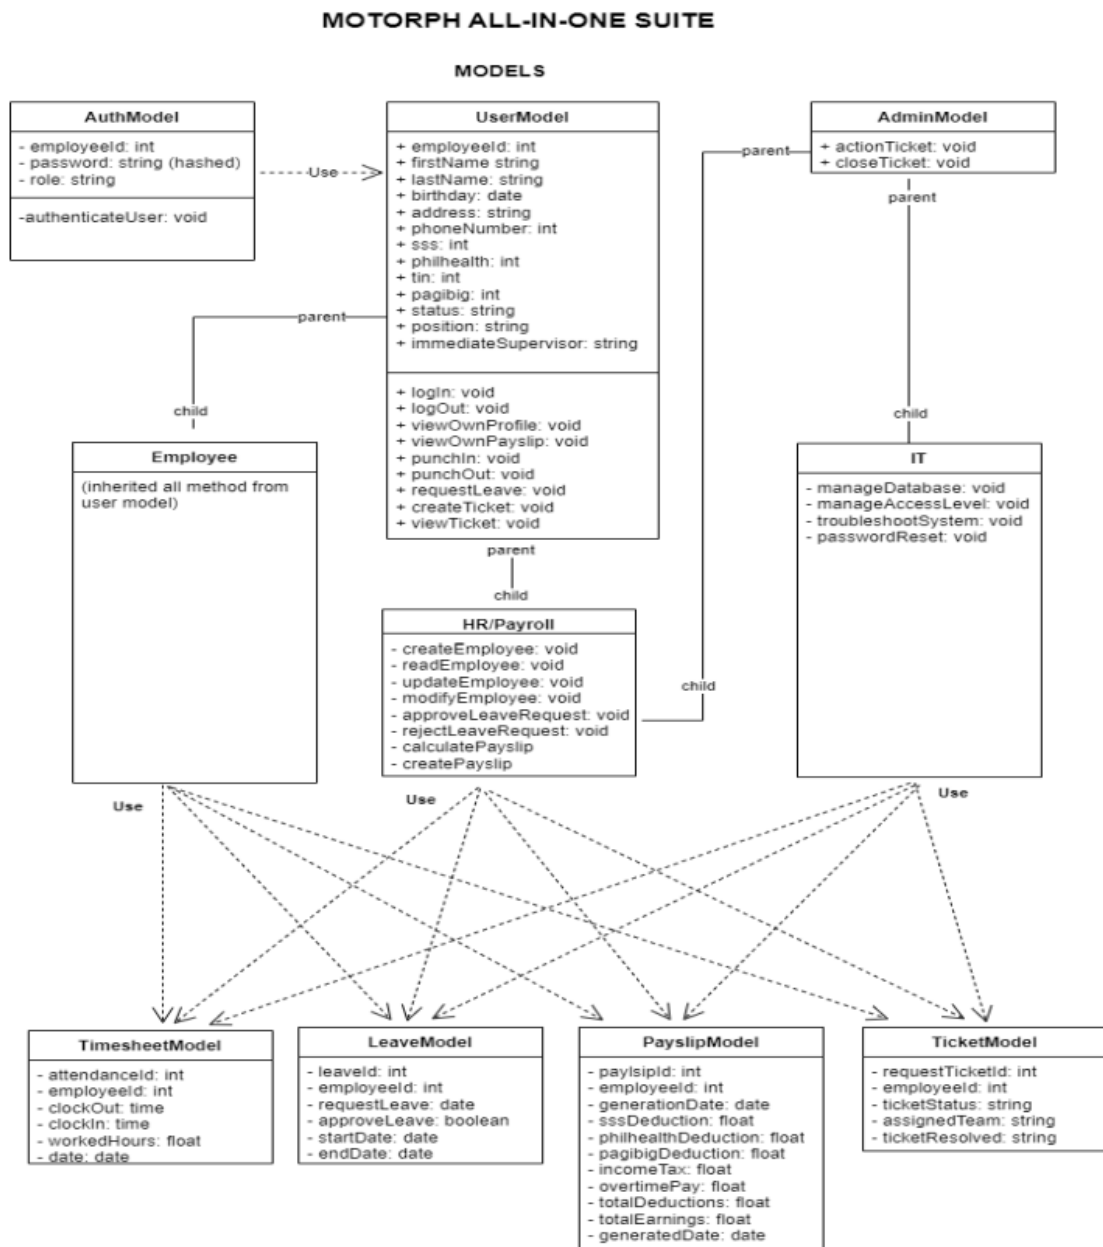 MOTORPH ALL-IN-ONE SUITE
MODELS
AuthModel
- employeeId: int
- password: string (hashed)
- role: string
-authenticateUser: void
Use
UserModel
+ employeeId: int
+ firstName string
+ lastName: string
+ birthday: date
+ address: string
+ phoneNumber: int
+ sss: int
+ philhealth: int
+ tin: int
+ pagibig: int
+ status: string
+ position: string
+ immediateSupervisor: string
+ logIn: void
+ logOut: void
+ viewOwnProfile: void
+ viewOwnPayslip: void
+ punchIn: void
+ punchOut: void
+ requestLeave: void
+ createTicket: void
+ viewTicket: void
AdminModel
+ actionTicket: void
+ closeTicket: void
parent
parent
parent
child
child
Employee
(inherited all method from
user model)
IT
- manageDatabase: void
- manageAccessLevel: void
- troubleshootSystem: void
- passwordReset: void
parent
child
HR/Payroll
- createEmployee: void
- readEmployee: void
- updateEmployee: void
- modifyEmployee: void
- approveLeaveRequest: void
- rejectLeaveRequest: void
- calculatePayslip
- createPayslip
child
Use
Use
Use
TimesheetModel
- attendanceId: int
- employeeId: int
- clockOut: time
- clockIn: time
- workedHours: float
- date: date
LeaveModel
- leaveId: int
- employeeId: int
- requestLeave: date
- approveLeave: boolean
- startDate: date
- endDate: date
PayslipModel
- paylsipId: int
- employeeId: int
- generationDate: date
- sssDeduction: float
- philhealthDeduction: float
- pagibigDeduction: float
- incomeTax: float
- overtimePay: float
- totalDeductions: float
- totalEarnings: float
- generatedDate: date
TicketModel
- requestTicketId: int
- employeeId: int
- ticketStatus: string
- assignedTeam: string
- ticketResolved: string